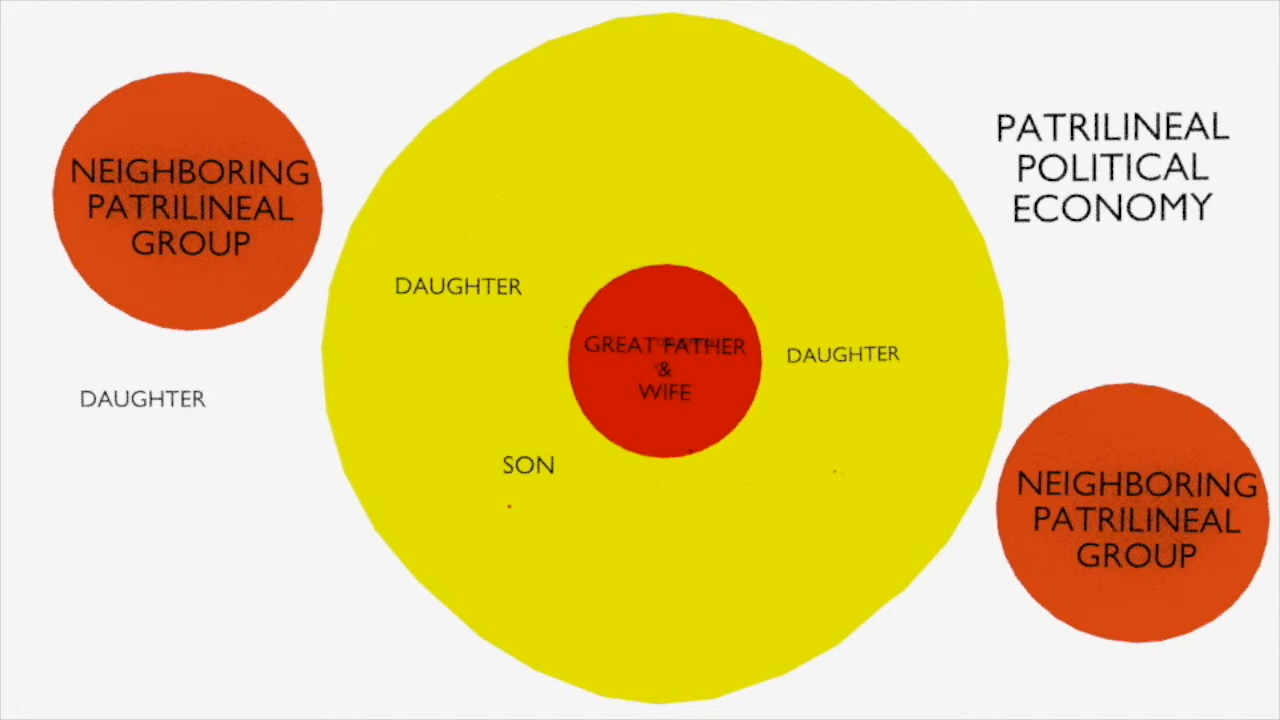 NEIGHBORING
PATRILINEAL
GROUP
PATRILINEAL
POLITICAL
ECONOMY
DAUGHTER
GREAT FATHER
&
WIFE
DAUGHTER
DAUGHTER
SON
NEIGHBORING
PATRILINEAL
GROUP